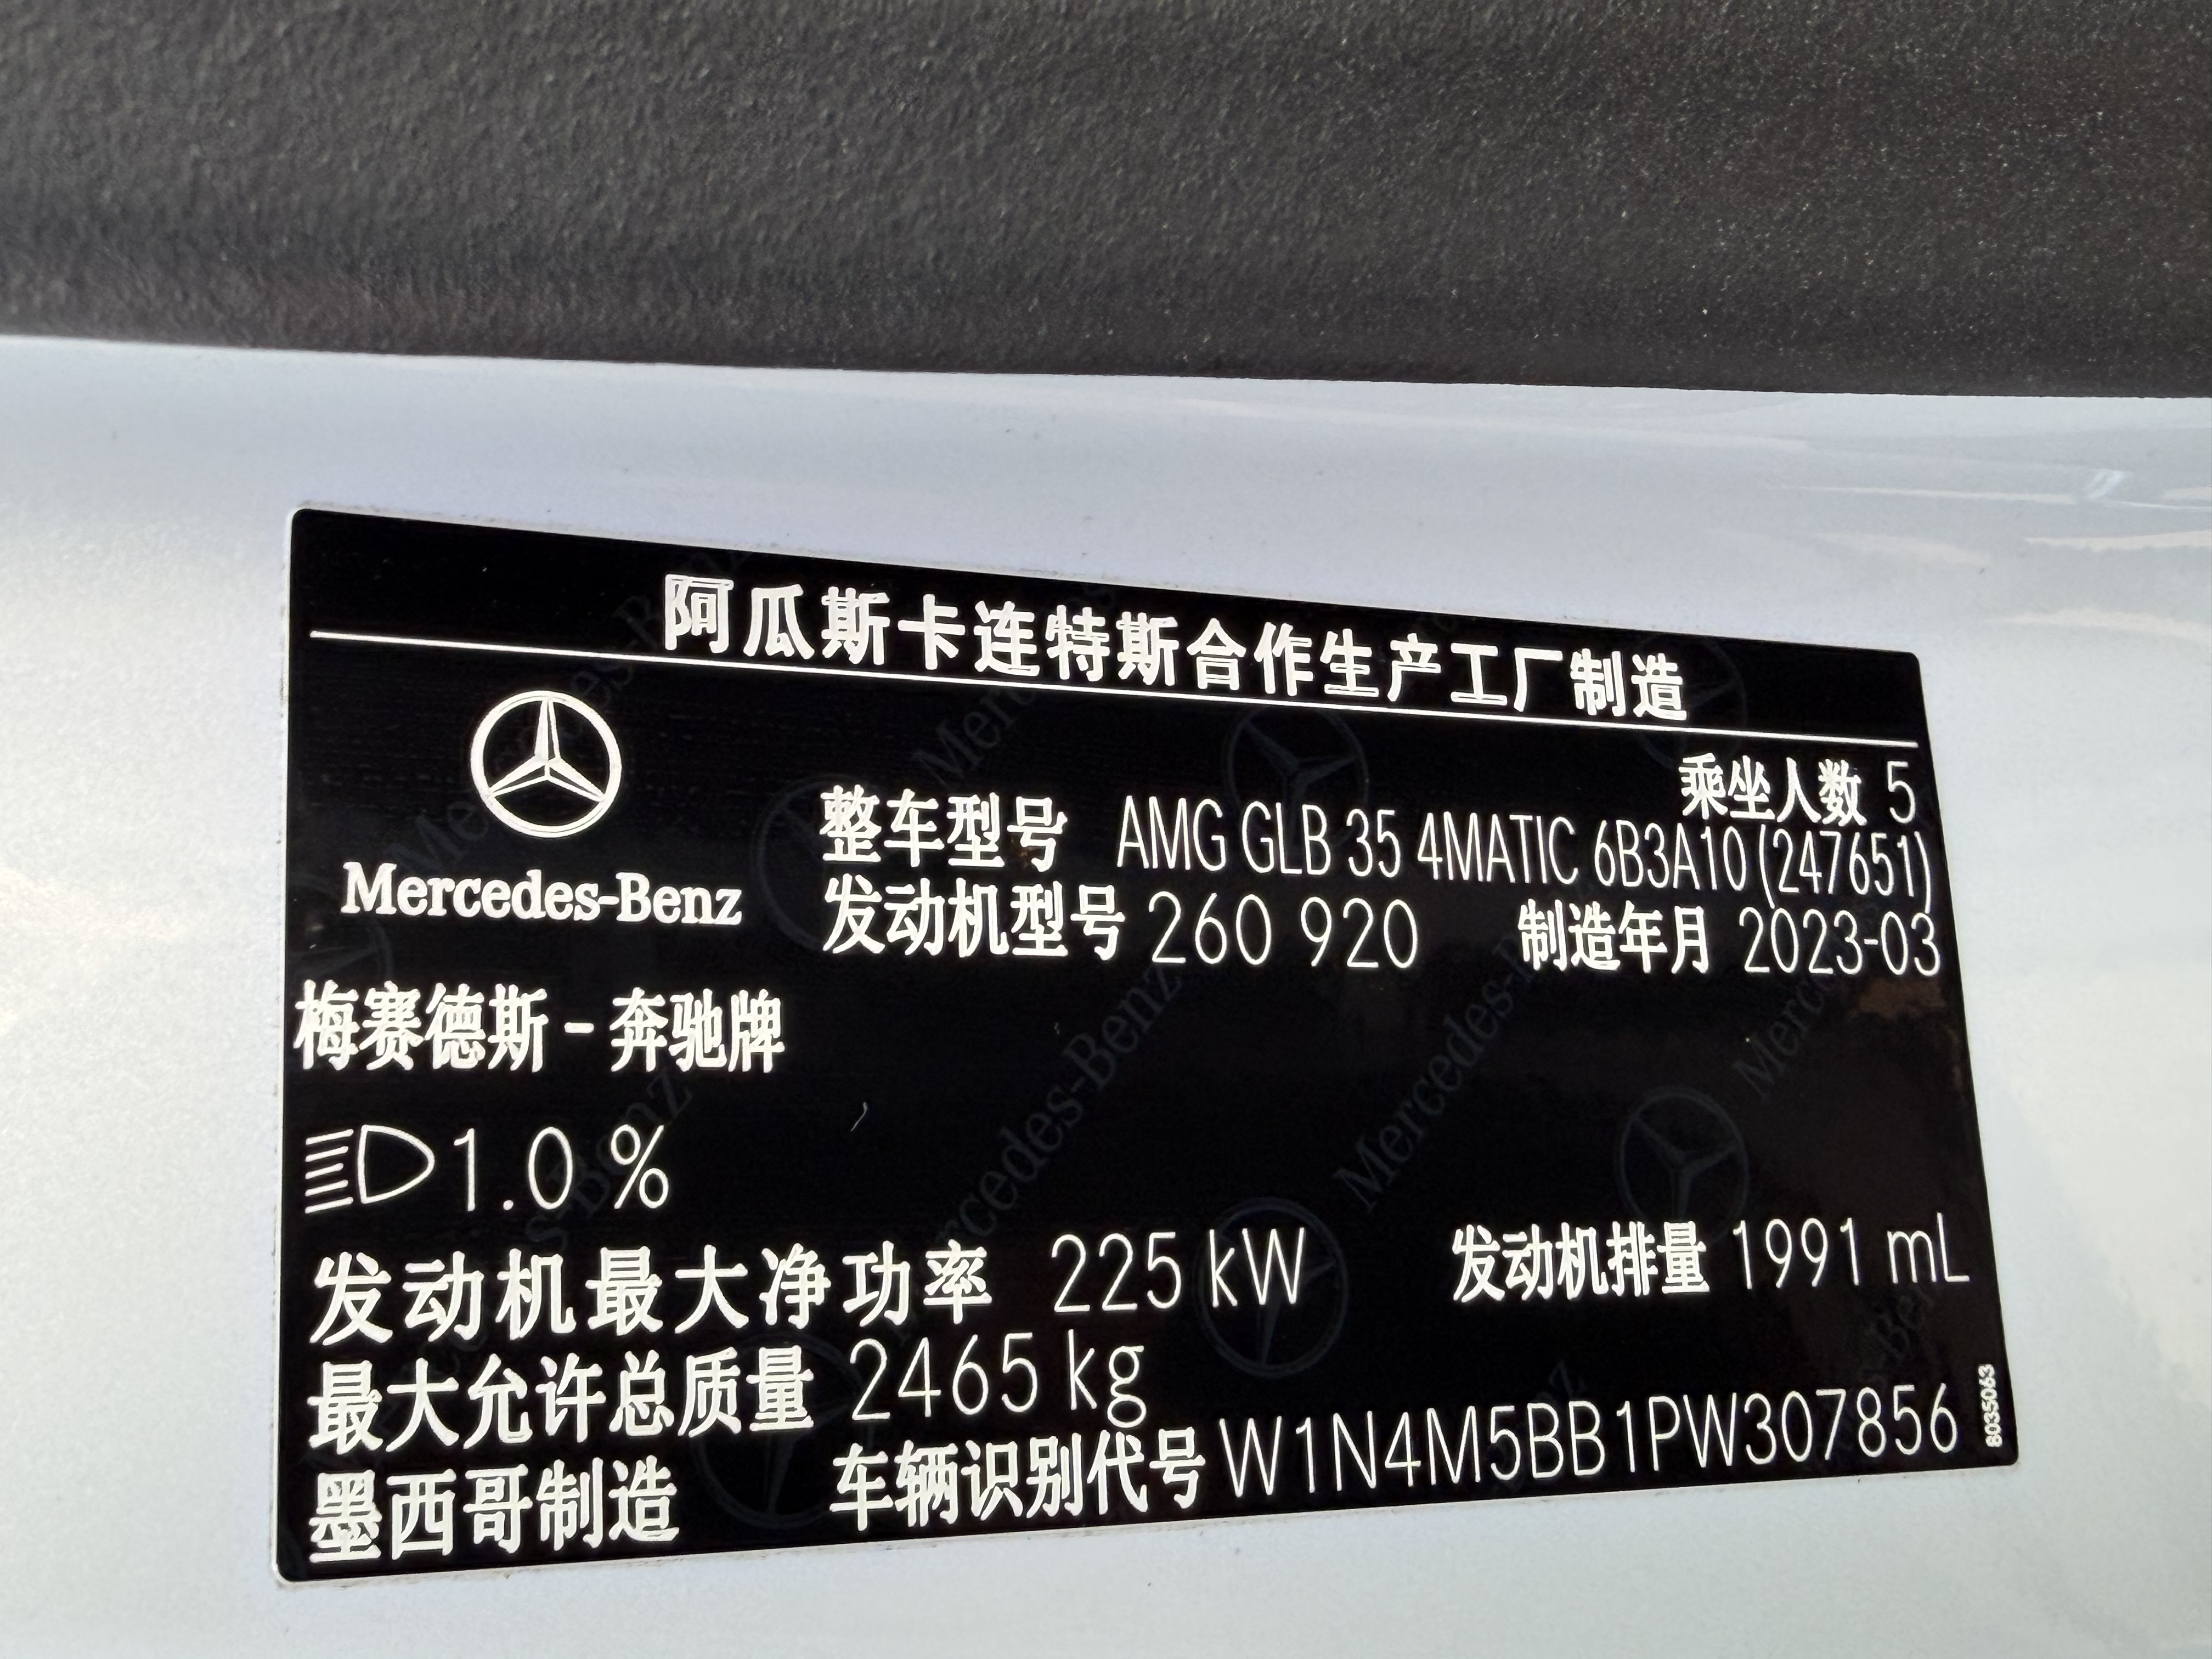 阿瓜斯卡连特斯合作生产工厂制造
乘坐人数 5
整车型号 AMG GLB 35 4MATIC 6B3A10 (247651)
Mercedes-Benz
发动机型号 260 920 制造年月 2023-03
梅赛德斯-奔驰牌
1.0 %
发动机最大净功率 225 kW 发动机排量 1991 mL
最大允许总质量 2465 kg
墨西哥制造 车辆识别代号 W1N4M5BB1PW307856
8035063